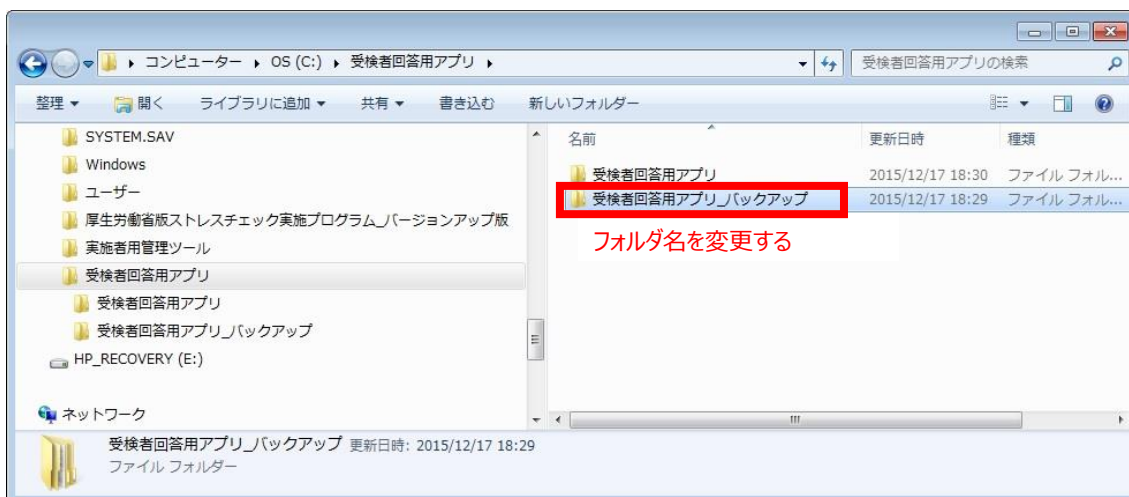 コンピューター ▸ OS (C:) ▸ 受検者回答用アプリ ▸
受検者回答用アプリの検索
整理 ▼ 開く ライブラリに追加 ▼ 共有 ▼ 書き込む 新しいフォルダー
SYSTEM.SAV
Windows
ユーザー
厚生労働省版ストレスチェック実施プログラム_バージョンアップ版
実施者用管理ツール
受検者回答用アプリ
受検者回答用アプリ
受検者回答用アプリ_バックアップ
HP_RECOVERY (E:)
ネットワーク
名前 更新日時 種類
受検者回答用アプリ 2015/12/17 18:30 ファイル フォル...
受検者回答用アプリ_バックアップ 2015/12/17 18:29 ファイル フォル...
フォルダ名を変更する
受検者回答用アプリ_バックアップ 更新日時: 2015/12/17 18:29
ファイル フォルダー